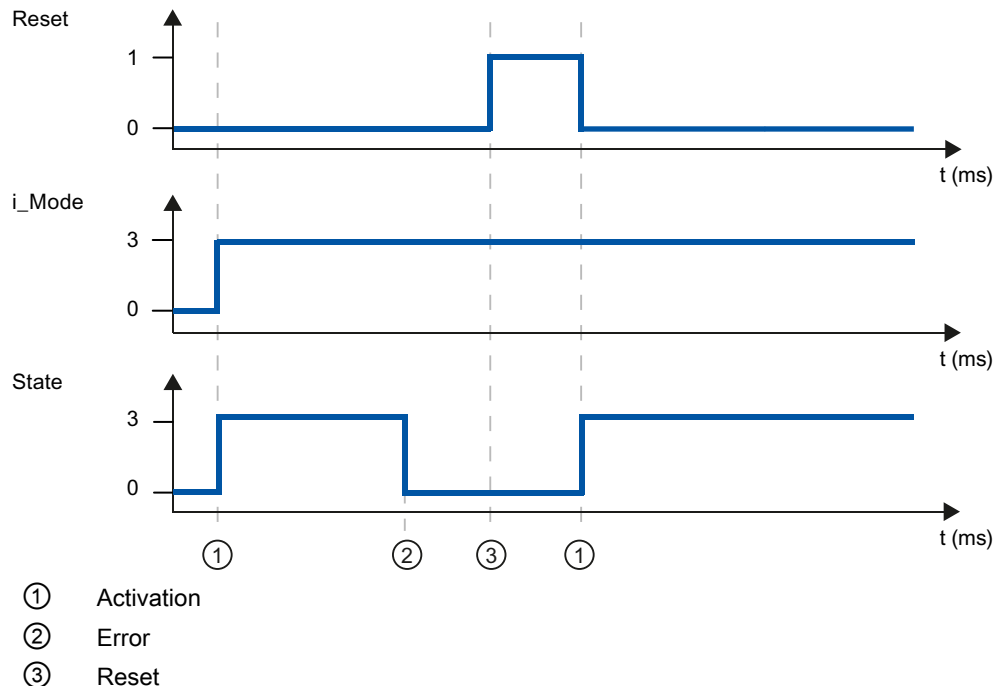 Reset
1
0
t (ms)
i_Mode
3
0
t (ms)
State
3
0
t (ms)
① ② ③ ①
① Activation
② Error
③ Reset